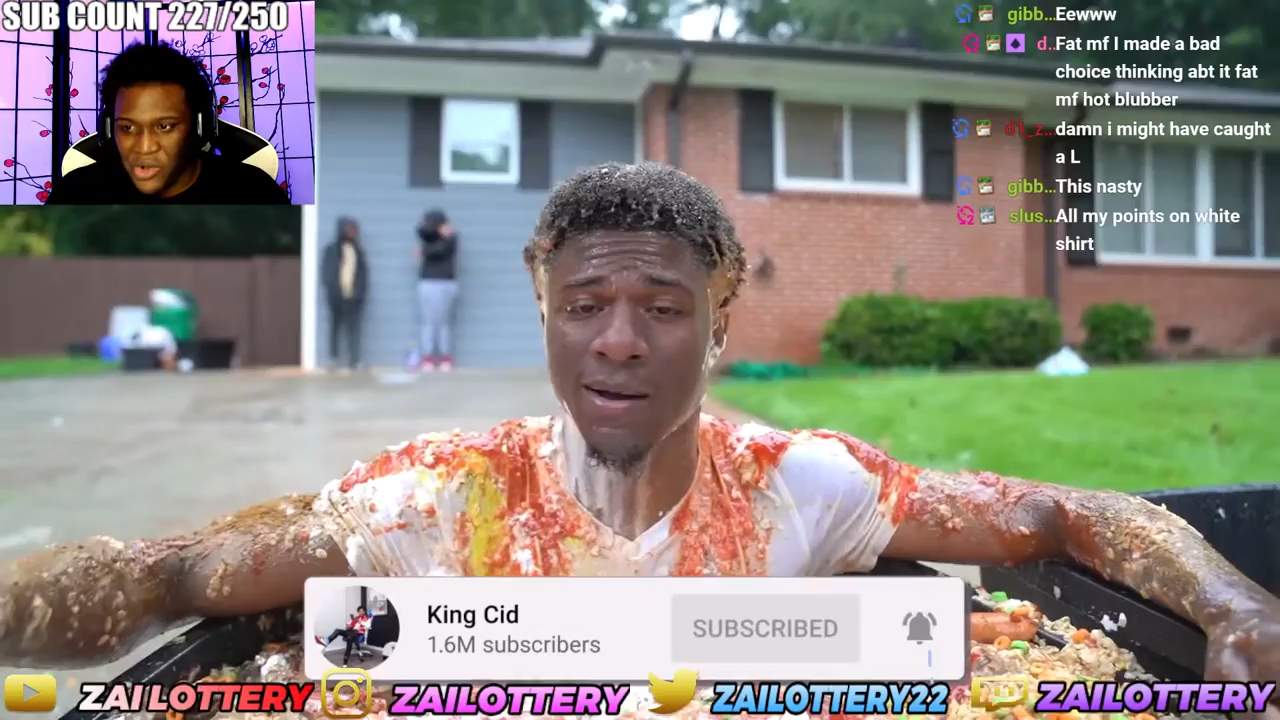 SUB COUNT 227/250
gibb...Eewww
d..Fat mf I made a bad
choice thinking abt it fat
mf hot blubber
d1_z...damn i might have caught
a L
gibb...This nasty
slus...All my points on white
shirt
King Cid
1.6M subscribers
SUBSCRIBED
ZAILOTTERY
ZAILOTTERY
ZAILOTTERY22
ZAILOTTERY